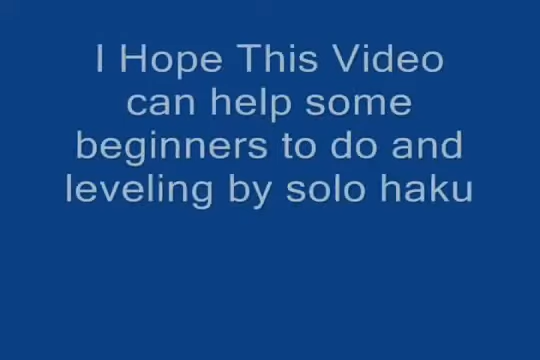 I Hope This Video
can help some
beginners to do and
leveling by solo haku